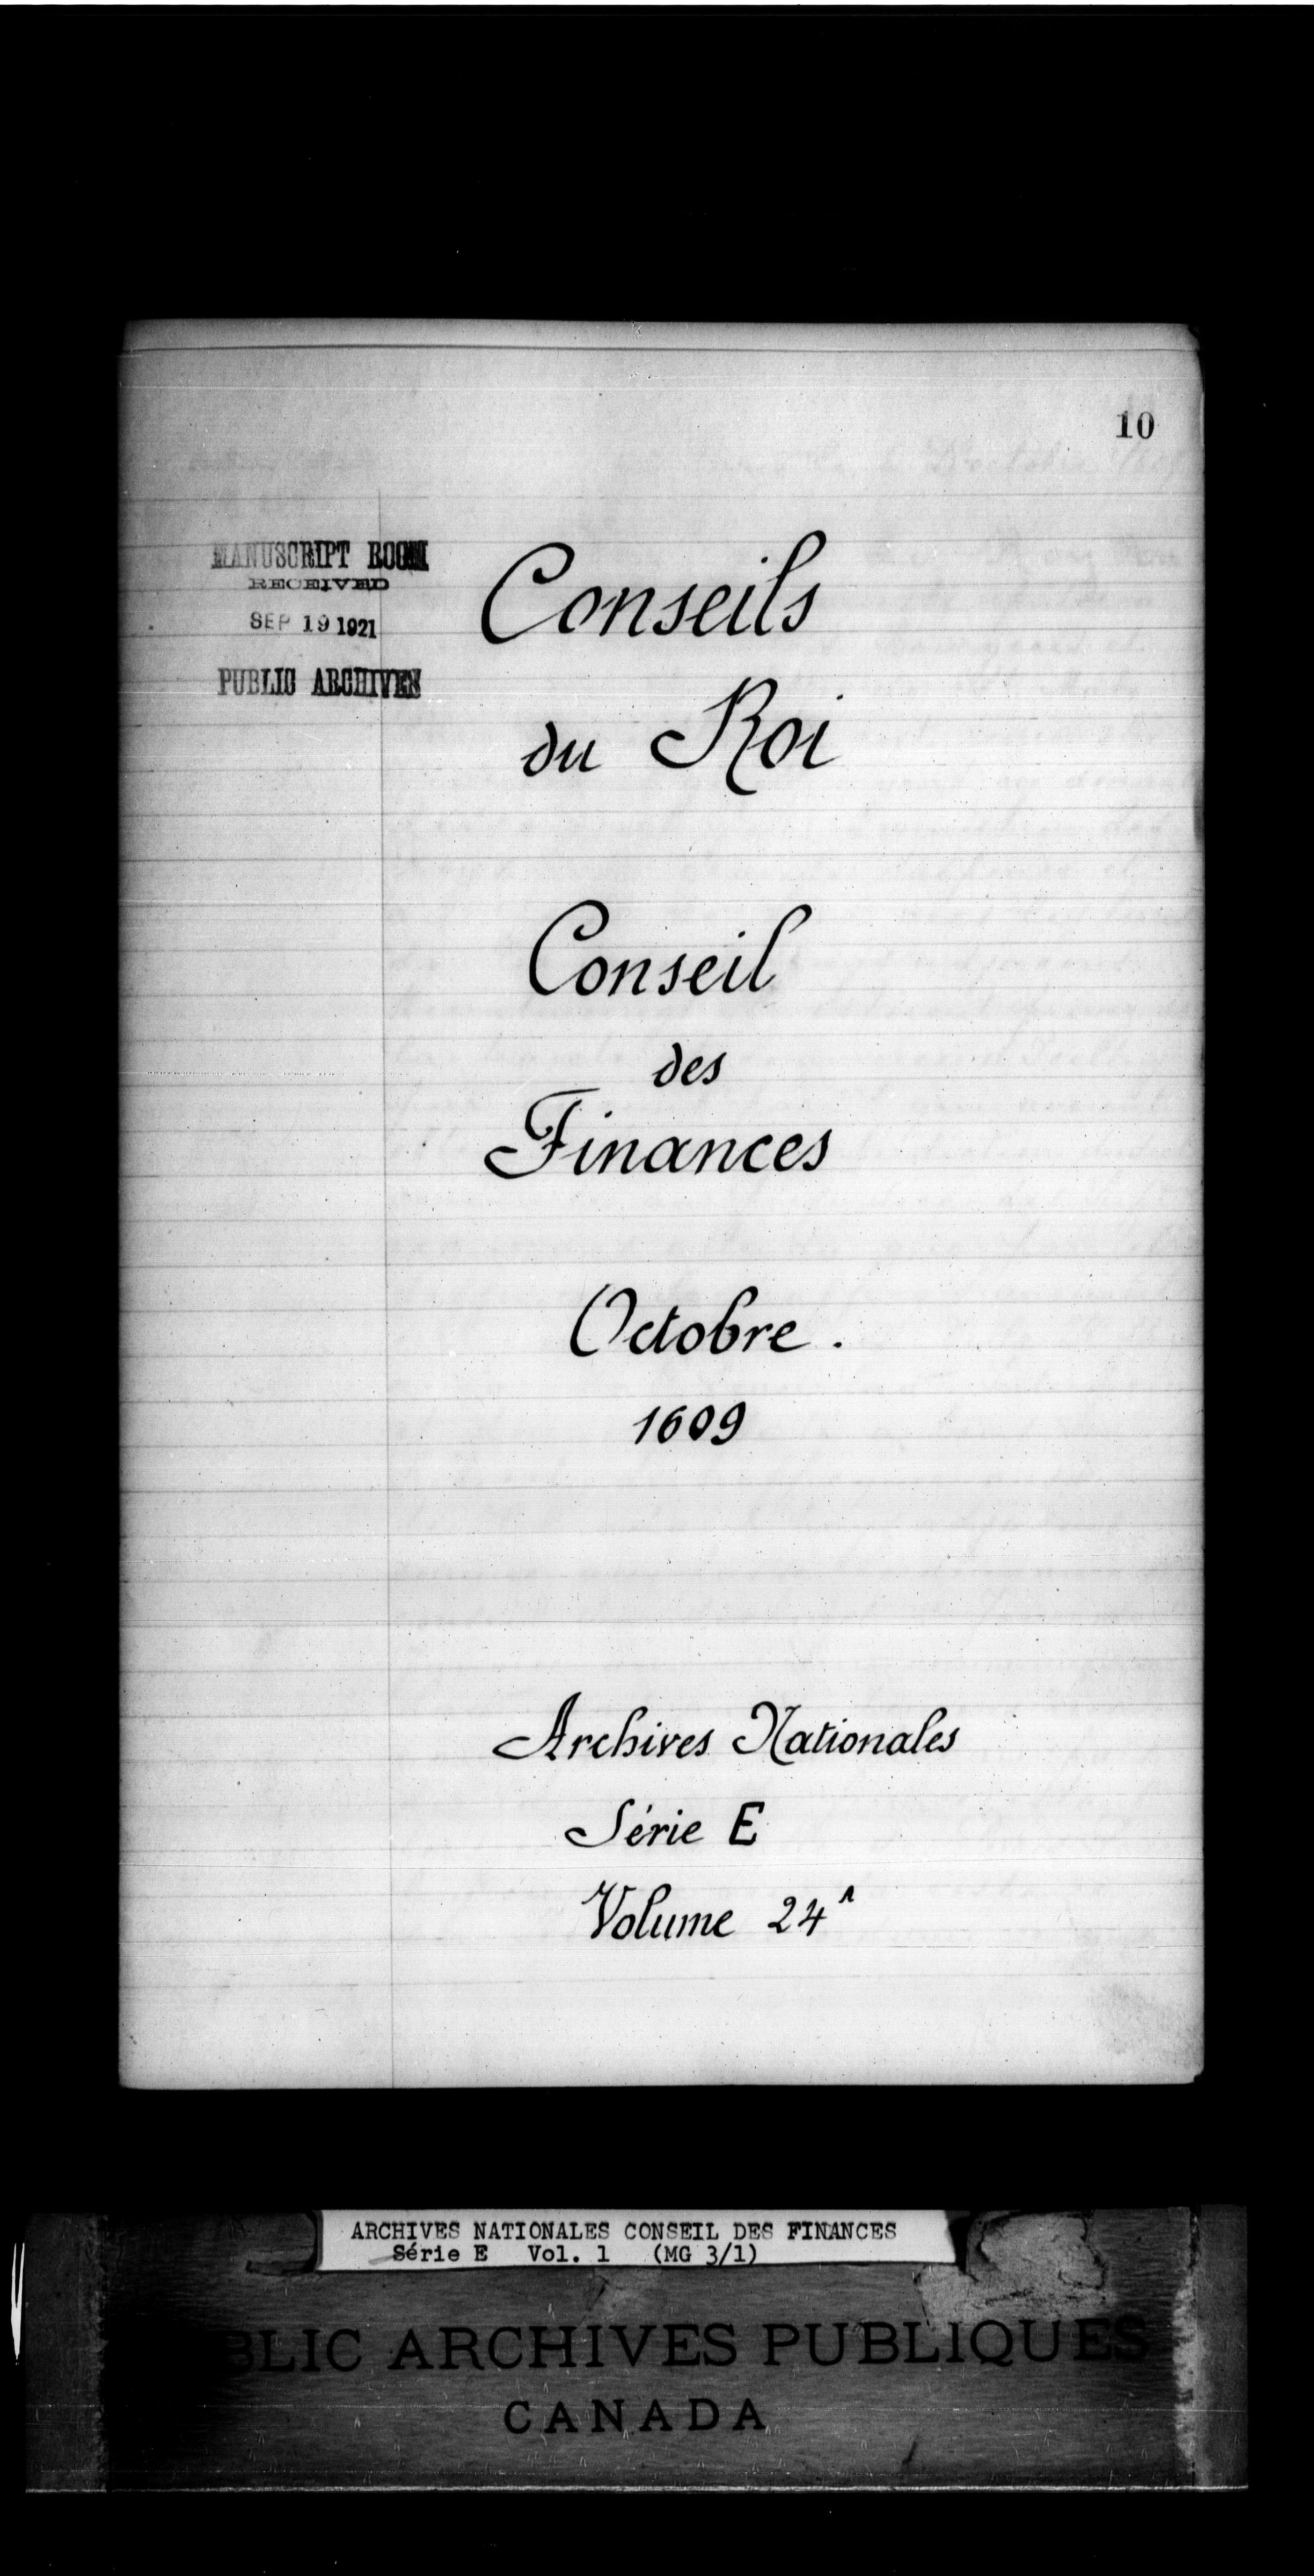 10
MANUSCRIPT ROOM
RECEIVED
SEP 19 1921
PUBLIC ARCHIVES
Conseils
du Roi
Conseil
des
Finances
Octobre.
1609
Archives Nationales
Série E
Volume 24ᴬ
ARCHIVES NATIONALES CONSEIL DES FINANCES
Série E Vol. 1 (MG 3/1)
BLIC ARCHIVES PUBLIQUES
CANADA